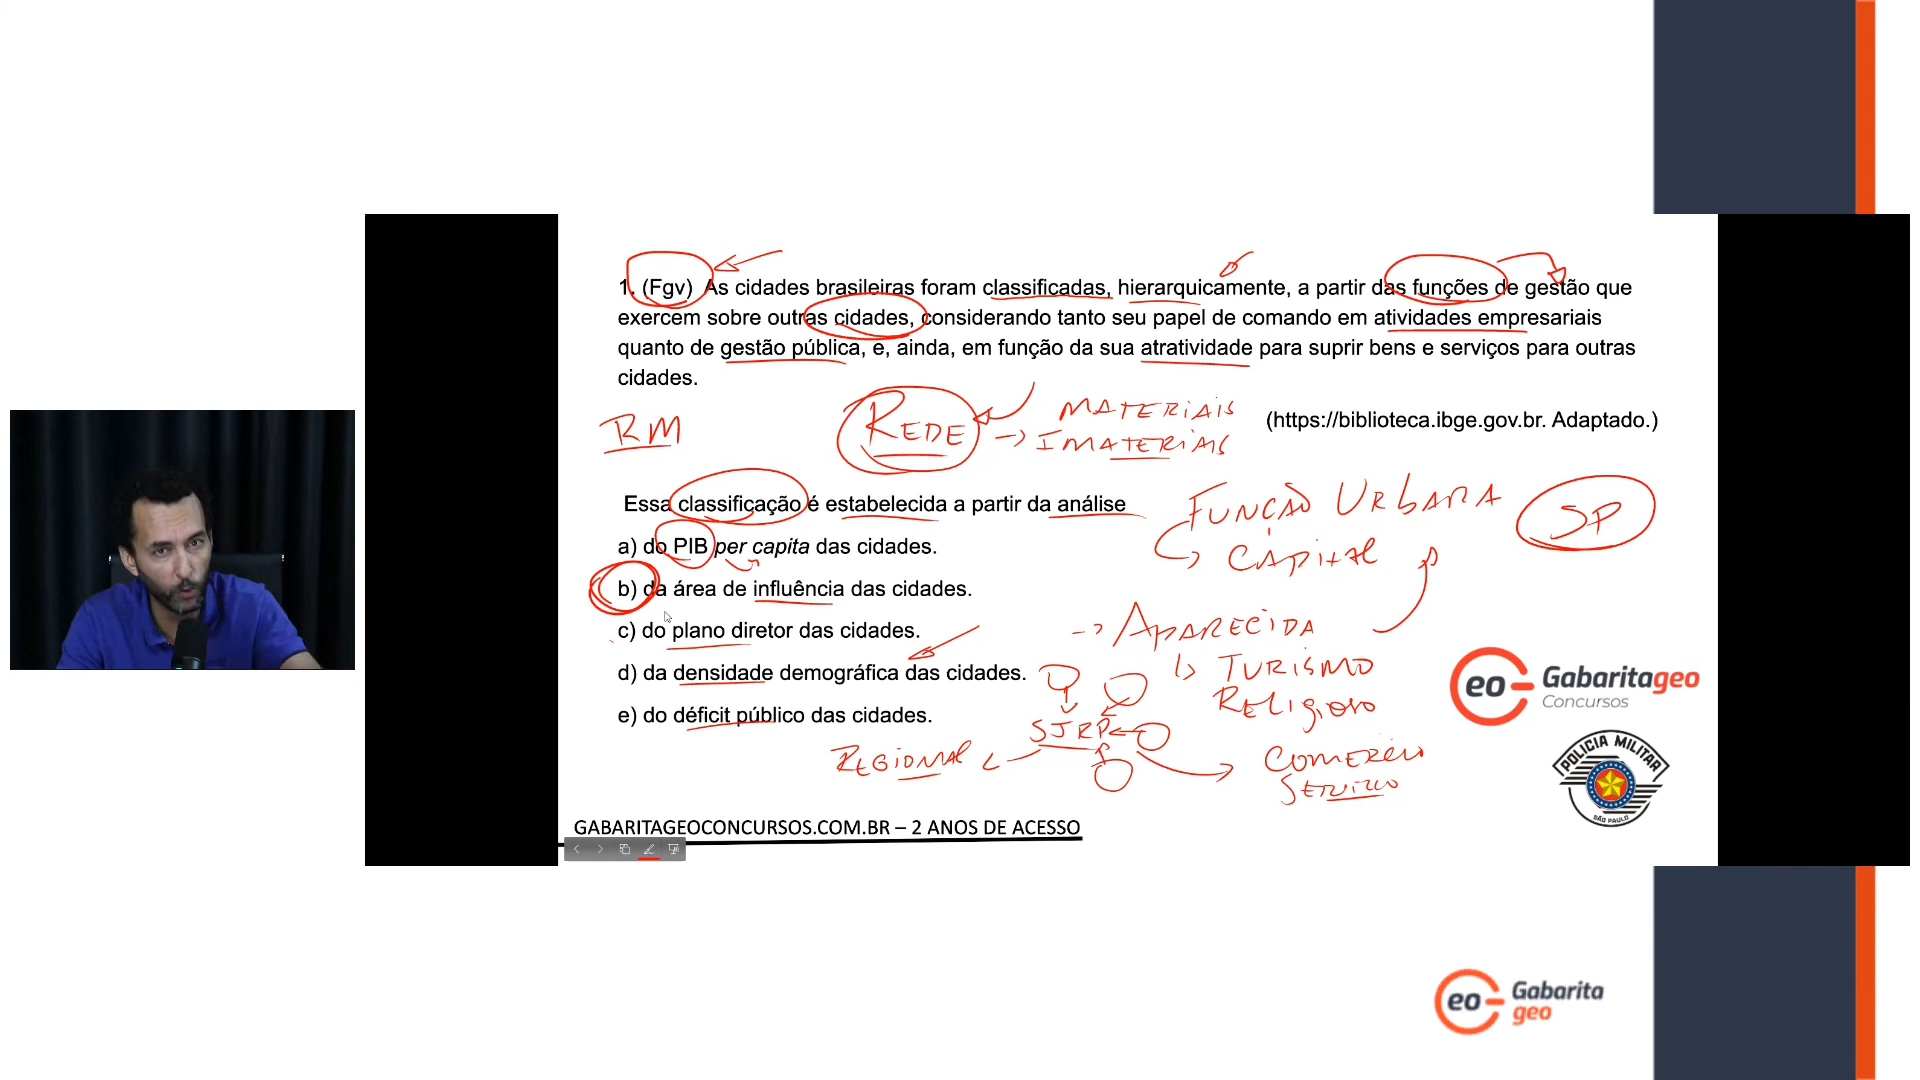 1. (Fgv) As cidades brasileiras foram classificadas, hierarquicamente, a partir das funções de gestão que
exercem sobre outras cidades, considerando tanto seu papel de comando em atividades empresariais
quanto de gestão pública, e, ainda, em função da sua atratividade para suprir bens e serviços para outras
cidades.
RM
REDE
MATERIAIS
IMATERIAIS
(https://biblioteca.ibge.gov.br. Adaptado.)
Essa classificação é estabelecida a partir da análise
FUNÇÃO URBANA
SP
a) do PIB per capita das cidades.
CAPITAL
b) da área de influência das cidades.
c) do plano diretor das cidades.
APARECIDA
d) da densidade demográfica das cidades.
TURISMO
RELIGIOSO
e) do déficit público das cidades.
SJRP
REGIONAL
COMÉRCIO
SERVIÇO
eo Gabaritageo
Concursos
POLÍCIA MILITAR
SÃO PAULO
GABARITAGEOCONCURSOS.COM.BR – 2 ANOS DE ACESSO
eo Gabarita
geo